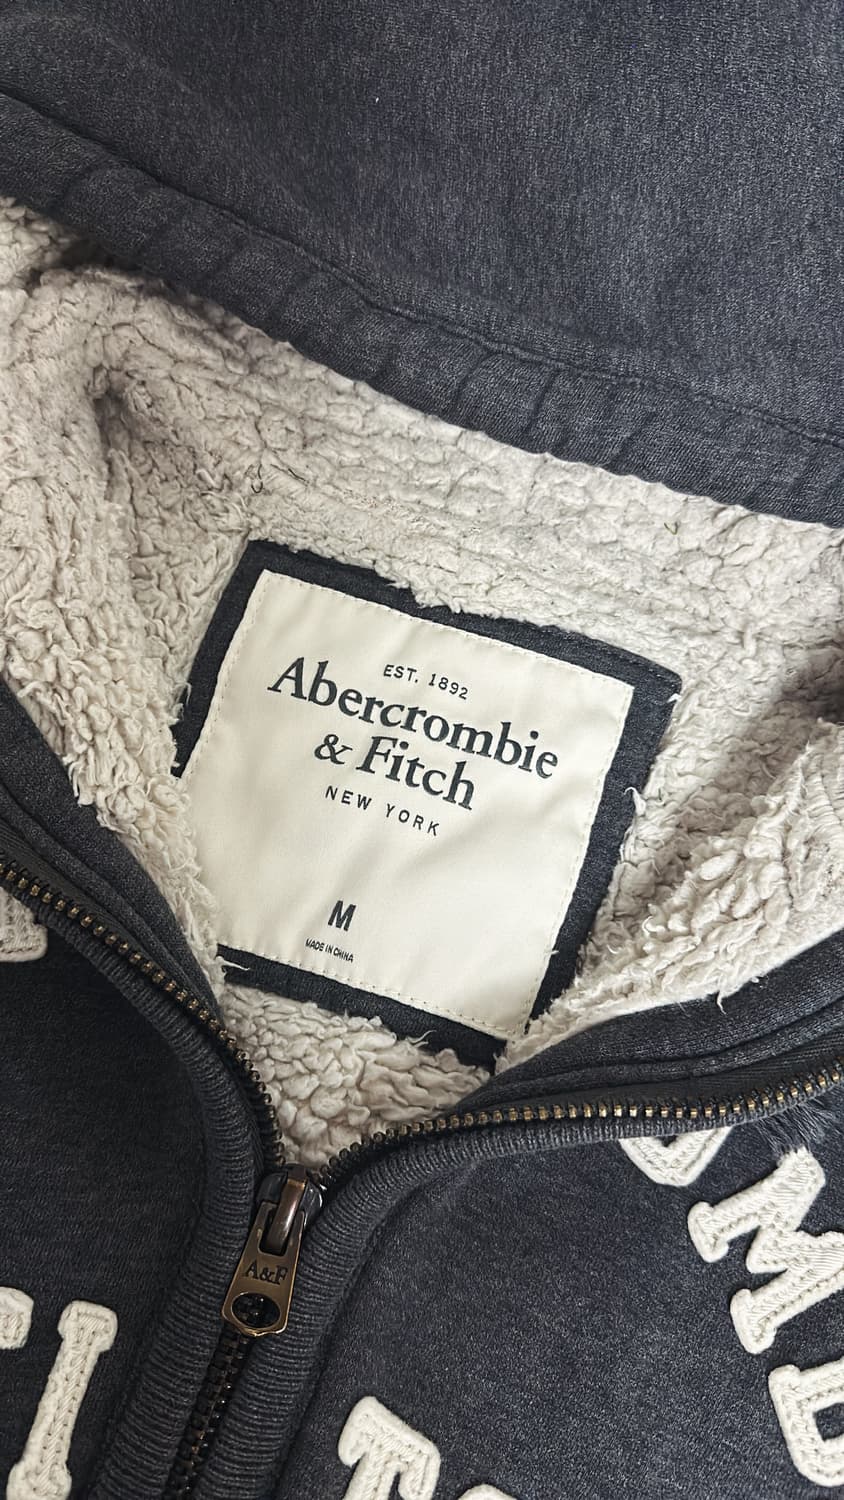 EST. 1892
Abercrombie
& Fitch
NEW YORK
M
MADE IN CHINA
A&F